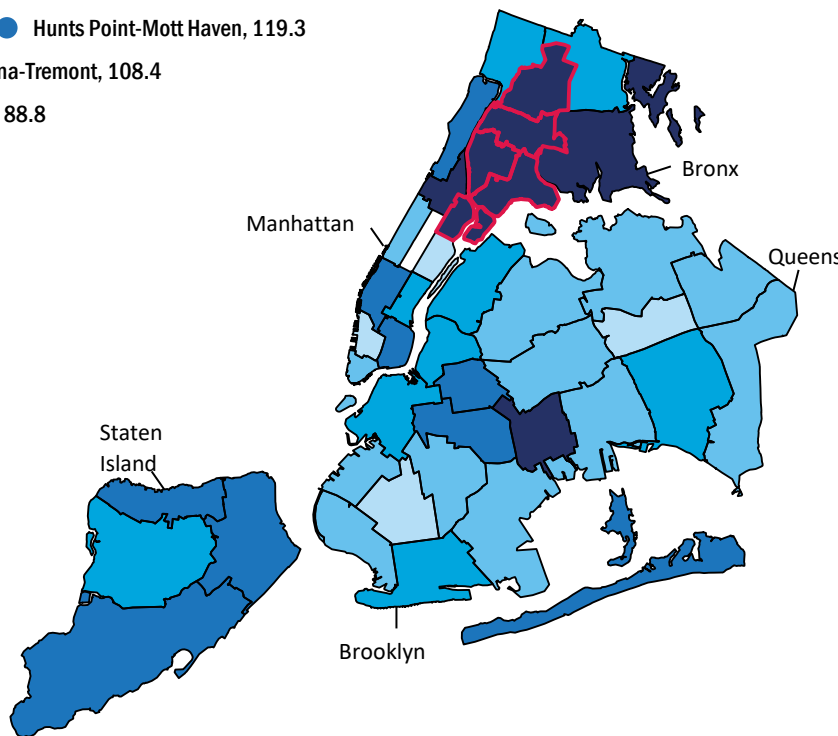 Hunts Point-Mott Haven, 119.3
na-Tremont, 108.4
88.8
Bronx
Manhattan
Queens
Staten
Island
Brooklyn